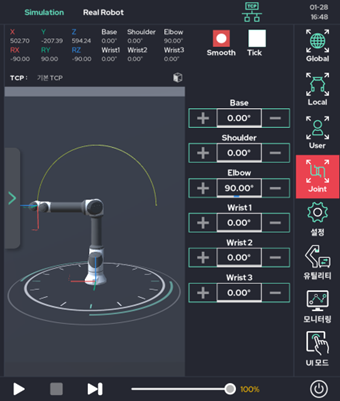 Simulation Real Robot TCP 01-28
16:48
X Y Z Base Shoulder Elbow
502.70 -207.39 594.24 0.00° 0.00° 90.00°
RX RY RZ Wrist1 Wrist2 Wrist3
-90.00 90.00 -90.00 0.00° 0.00° 0.00°
Smooth Tick
TCP : 기본 TCP
Global
Local
User
Joint
설정
유틸리티
모니터링
UI 모드
Base
+ 0.00° −
Shoulder
+ 0.00° −
Elbow
+ 90.00° −
Wrist 1
+ 0.00° −
Wrist 2
+ 0.00° −
Wrist 3
+ 0.00° −
100%